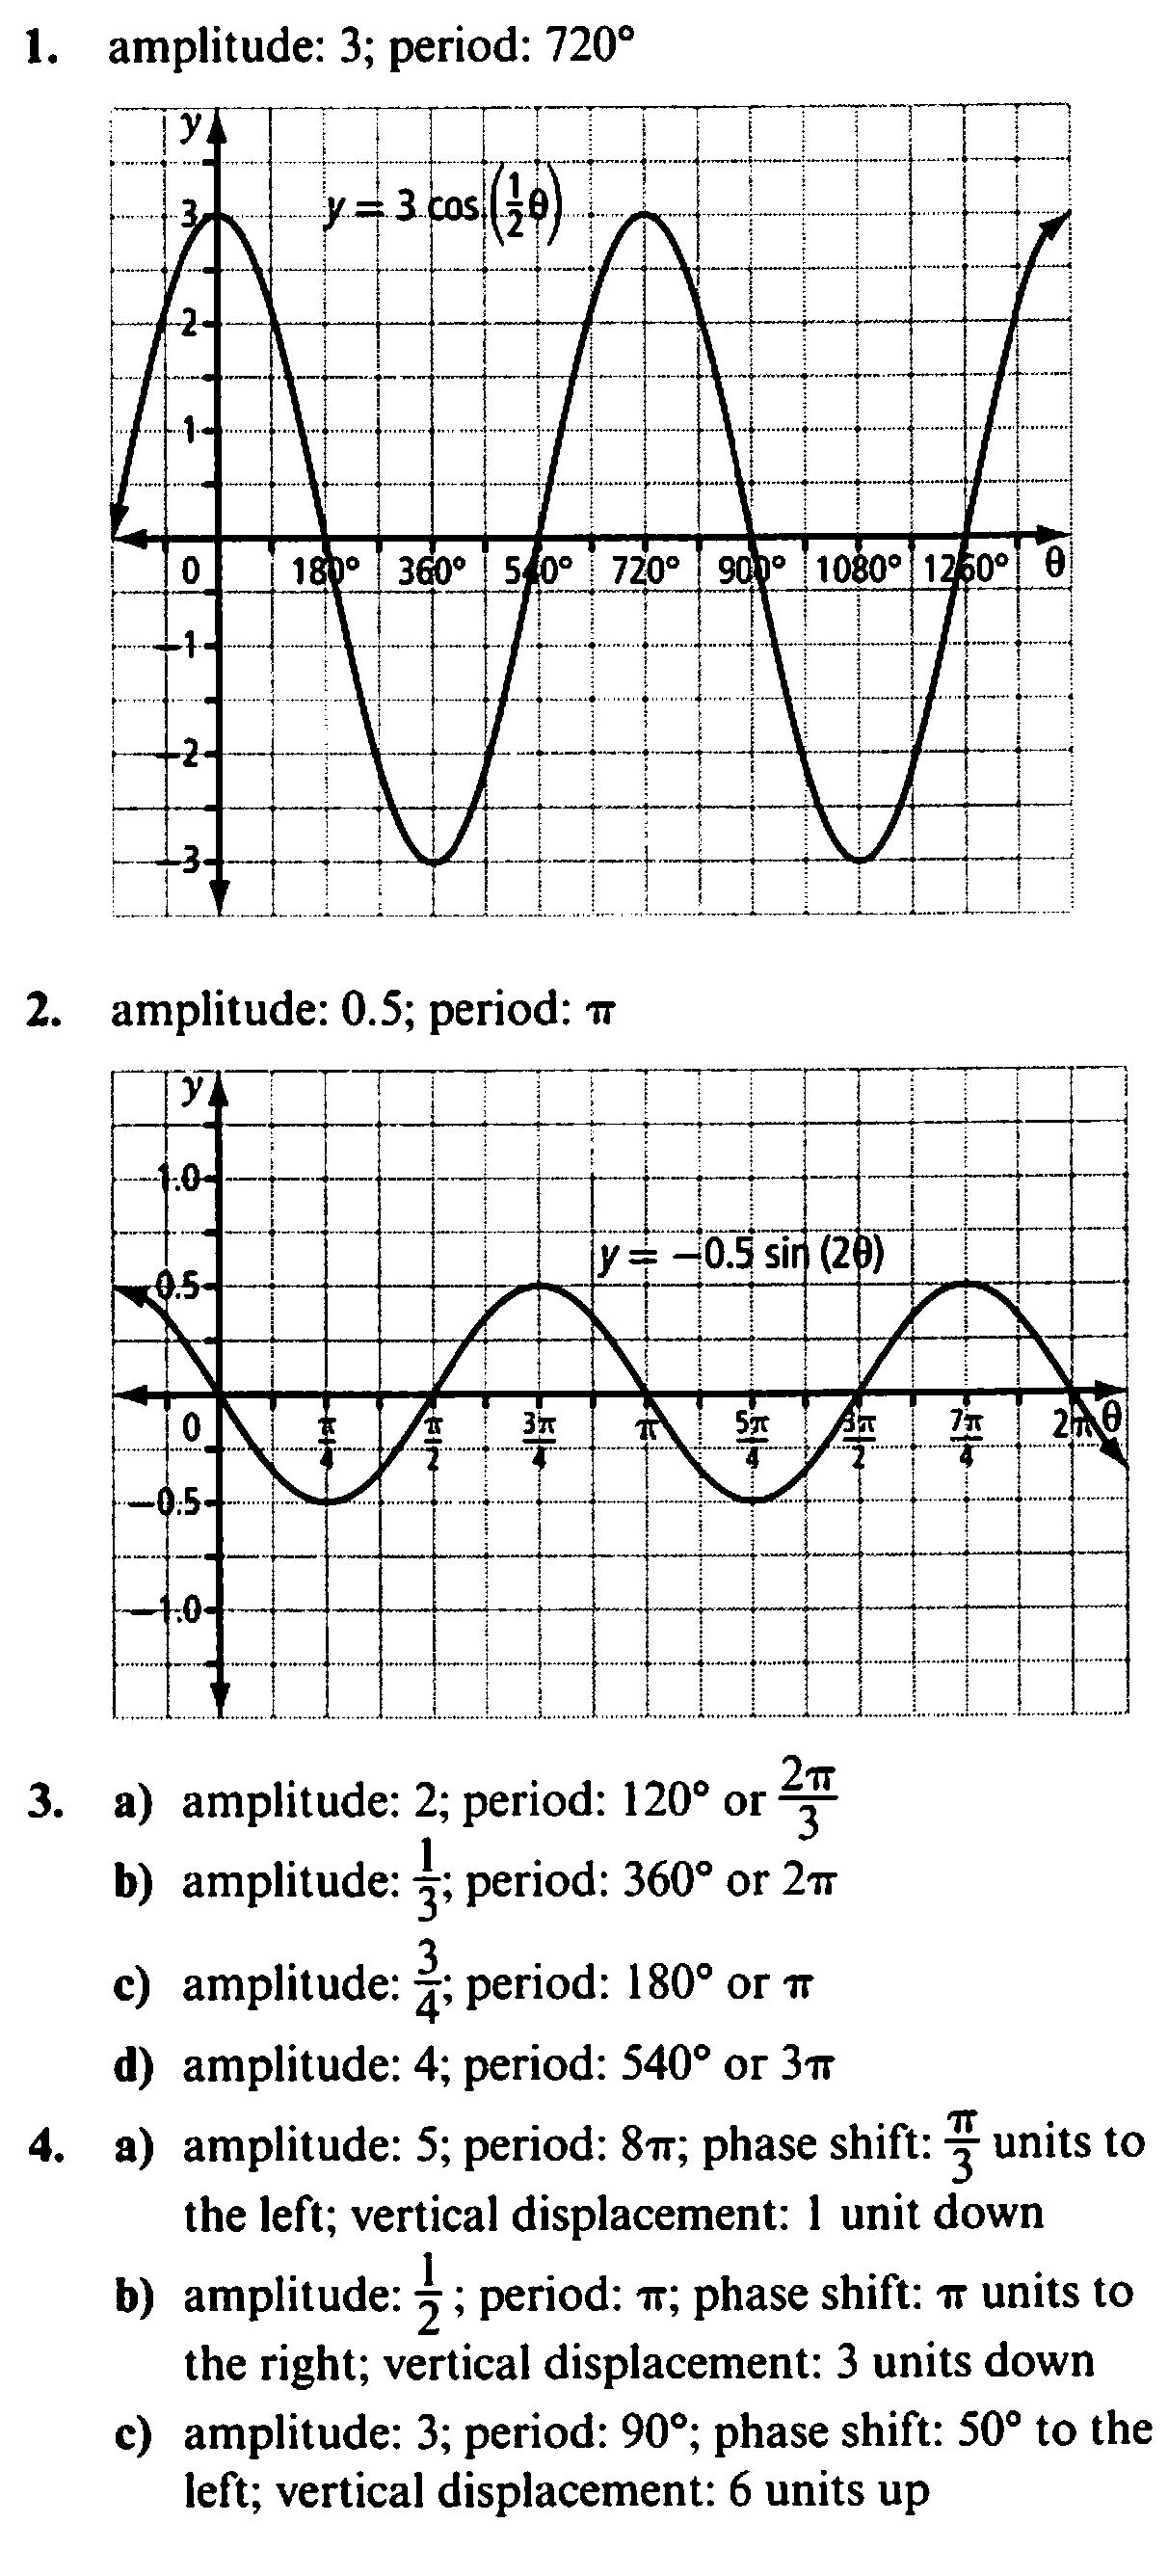 1. amplitude: 3; period: 720°
y
y = 3 cos (1/2 θ)
3
2
1
0 180° 360° 540° 720° 900° 1080° 1260° θ
−1
−2
−3
2. amplitude: 0.5; period: π
y
1.0
y = −0.5 sin (2θ)
0.5
0 π/4 π/2 3π/4 π 5π/4 3π/2 7π/4 2π θ
−0.5
−1.0
3. a) amplitude: 2; period: 120° or 2π/3
b) amplitude: 1/3; period: 360° or 2π
c) amplitude: 3/4; period: 180° or π
d) amplitude: 4; period: 540° or 3π
4. a) amplitude: 5; period: 8π; phase shift: π/3 units to
the left; vertical displacement: 1 unit down
b) amplitude: 1/2 ; period: π; phase shift: π units to
the right; vertical displacement: 3 units down
c) amplitude: 3; period: 90°; phase shift: 50° to the
left; vertical displacement: 6 units up